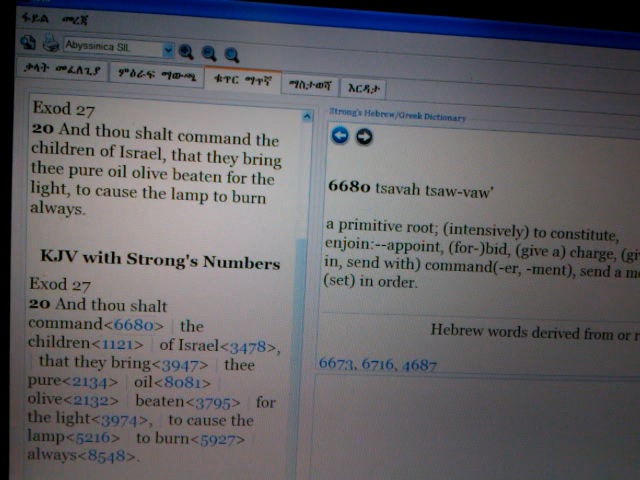 ፋይል መረጃ
Abyssinica SIL
ቃላት መፈለጊያ ምዕራፍ ማውጫ ቁጥር ማጥኛ ማስታወሻ እርዳታ
Exod 27
20 And thou shalt command the
children of Israel, that they bring
thee pure oil olive beaten for the
light, to cause the lamp to burn
always.
KJV with Strong's Numbers
Exod 27
20 And thou shalt
command<6680> | the
children<1121> | of Israel<3478>,
| that they bring<3947> | thee
pure<2134> | oil<8081> |
olive<2132> | beaten<3795> | for
the light<3974>, | to cause the
lamp<5216> | to burn<5927> |
always<8548>.
Strong's Hebrew/Greek Dictionary
6680 tsavah tsaw-vaw'
a primitive root; (intensively) to constitute,
enjoin:--appoint, (for-)bid, (give a) charge, (gi
in, send with) command(-er, -ment), send a m
(set) in order.
Hebrew words derived from or r
6673, 6716, 4687